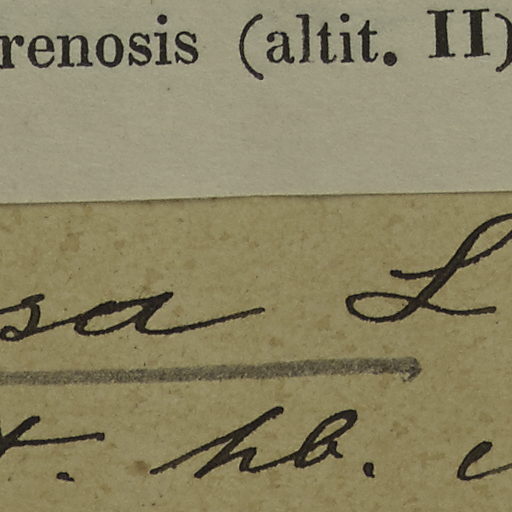 renosis (altit. II)
sa L
t. hb.